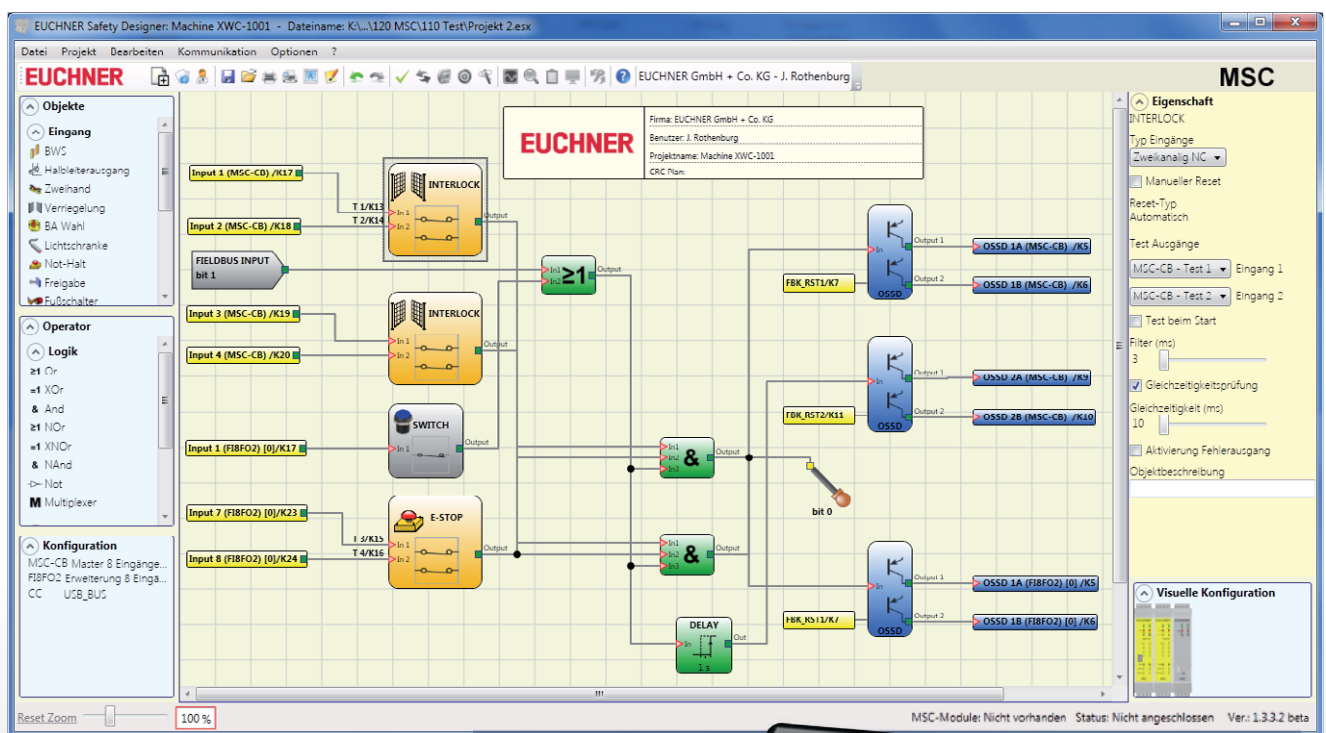 EUCHNER Safety Designer: Machine XWC-1001 - Dateiname: K:\...\120 MSC\110 Test\Projekt 2.esx
Datei Projekt Bearbeiten Kommunikation Optionen ?
EUCHNER
EUCHNER GmbH + Co. KG - J. Rothenburg
MSC
Objekte
Eingang
BWS
Halbleiterausgang
Zweihand
Verriegelung
BA Wahl
Lichtschranke
Not-Halt
Freigabe
Fußschalter
Operator
Logik
≥1 Or
=1 XOr
& And
≥1 NOr
=1 XNOr
& NAnd
Not
M Multiplexer
Konfiguration
MSC-CB Master 8 Eingänge...
FI8FO2 Erweiterung 8 Eingä...
CC USB_BUS
EUCHNER
Firma: EUCHNER GmbH + Co. KG
Benutzer: J. Rothenburg
Projektname: Machine XWC-1001
CRC Plan:
Input 1 (MSC-CB) /K17
Input 2 (MSC-CB) /K18
T 1/K13
T 2/K14
INTERLOCK
In 1
In 2
Output
FIELDBUS INPUT
bit 1
In1
In2
≥1
Output
Input 3 (MSC-CB) /K19
Input 4 (MSC-CB) /K20
INTERLOCK
In 1
In 2
Output
Input 1 (FI8FO2) [0]/K17
SWITCH
In 1
Output
Input 7 (FI8FO2) [0]/K23
Input 8 (FI8FO2) [0]/K24
T 3/K15
T 4/K16
E-STOP
In 1
In 2
Output
In1
In2
In3
&
Output
In1
In2
In3
&
Output
DELAY
In
Out
1 s
bit 0
FBK_RST1/K7
In
OSSD
Output 1
Output 2
OSSD 1A (MSC-CB) /K5
OSSD 1B (MSC-CB) /K6
FBK_RST2/K11
In
OSSD
Output 1
Output 2
OSSD 2A (MSC-CB) /K9
OSSD 2B (MSC-CB) /K10
FBK_RST1/K7
In
OSSD
Output 1
Output 2
OSSD 1A (FI8FO2) [0] /K5
OSSD 1B (FI8FO2) [0] /K6
Eigenschaft
INTERLOCK
Typ Eingänge
Zweikanalig NC
Manueller Reset
Reset-Typ
Automatisch
Test Ausgänge
MSC-CB - Test 1 Eingang 1
MSC-CB - Test 2 Eingang 2
Test beim Start
Filter (ms)
3
Gleichzeitigkeitsprüfung
Gleichzeitigkeit (ms)
10
Aktivierung Fehlerausgang
Objektbeschreibung
Visuelle Konfiguration
Reset Zoom
100 %
MSC-Module: Nicht vorhanden Status: Nicht angeschlossen Ver.: 1.3.3.2 beta